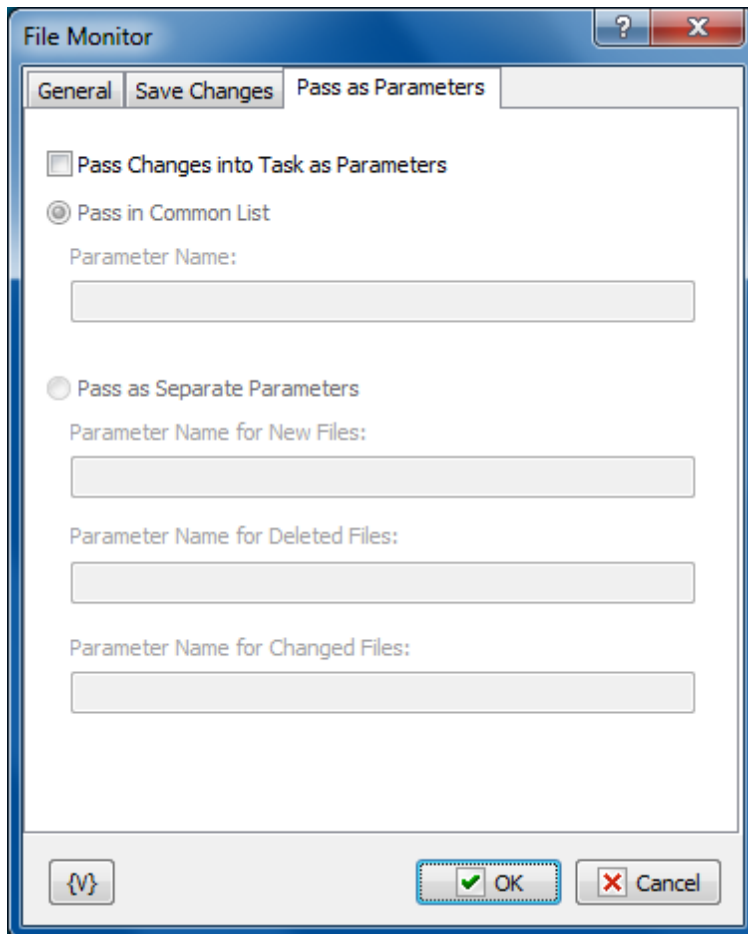 File Monitor
?
General Save Changes Pass as Parameters
Pass Changes into Task as Parameters
Pass in Common List
Parameter Name:
Pass as Separate Parameters
Parameter Name for New Files:
Parameter Name for Deleted Files:
Parameter Name for Changed Files:
{V} OK Cancel